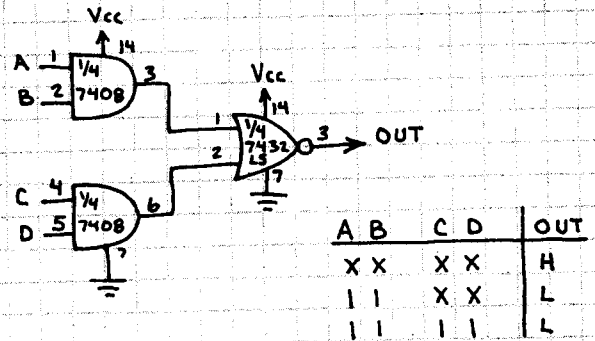 Vcc
14
A 1
1/4
7408
3
B 2
Vcc
14
1
1/4
7432
LS
3 OUT
2
7
C 4
1/4
7408
6
D 5
7
A B C D OUT
X X X X H
1 1 X X L
1 1 1 1 L